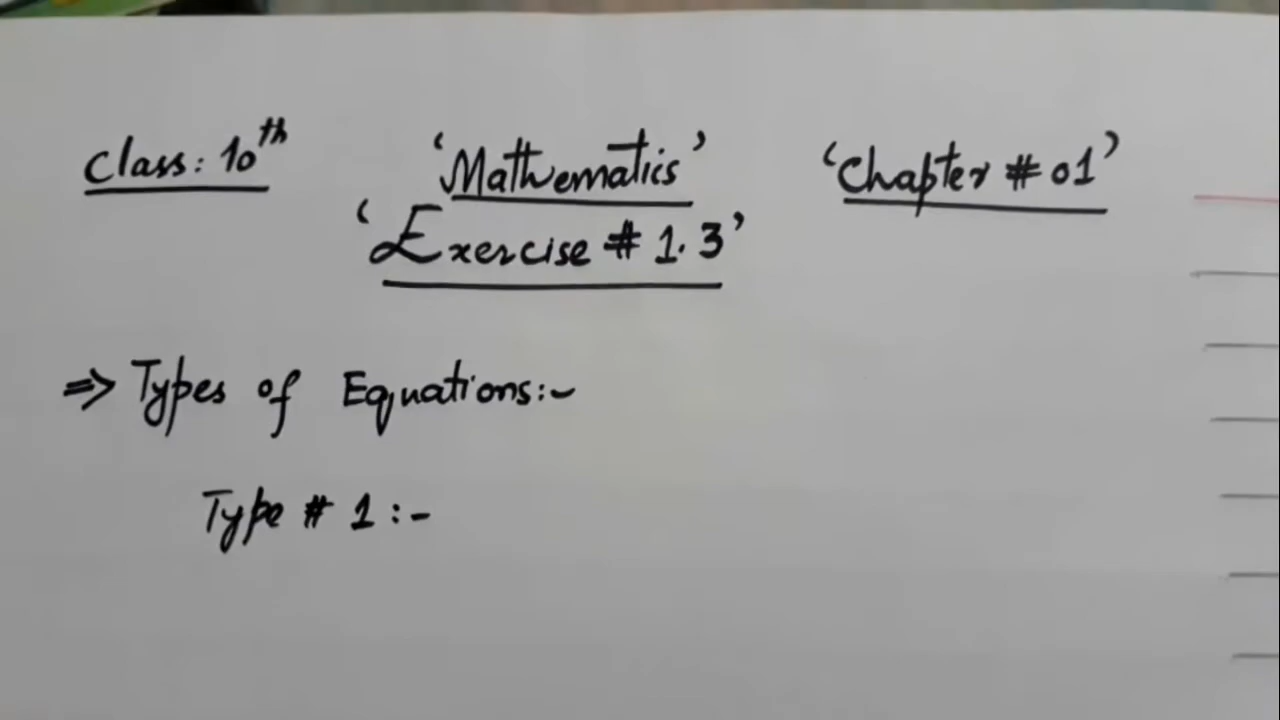 Class: 10th 'Mathematics' 'Chapter # 01'
'Exercise # 1.3'
⇒ Types of Equations:-
Type # 1 :-